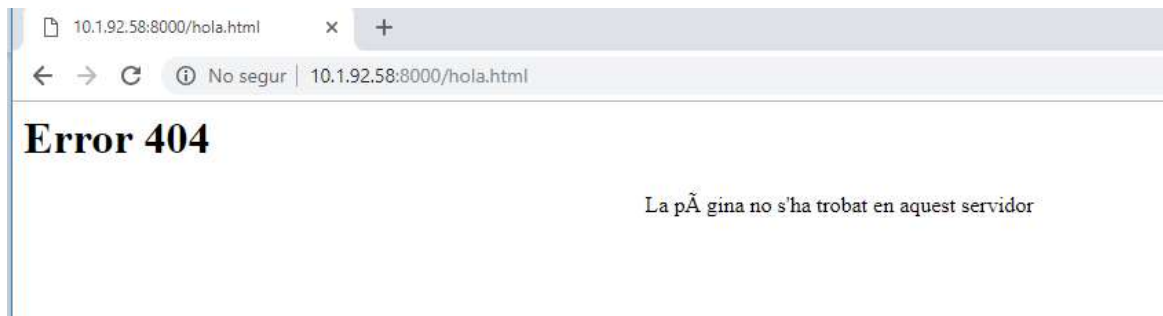 10.1.92.58:8000/hola.html
No segur | 10.1.92.58:8000/hola.html
Error 404
La pÃ gina no s'ha trobat en aquest servidor